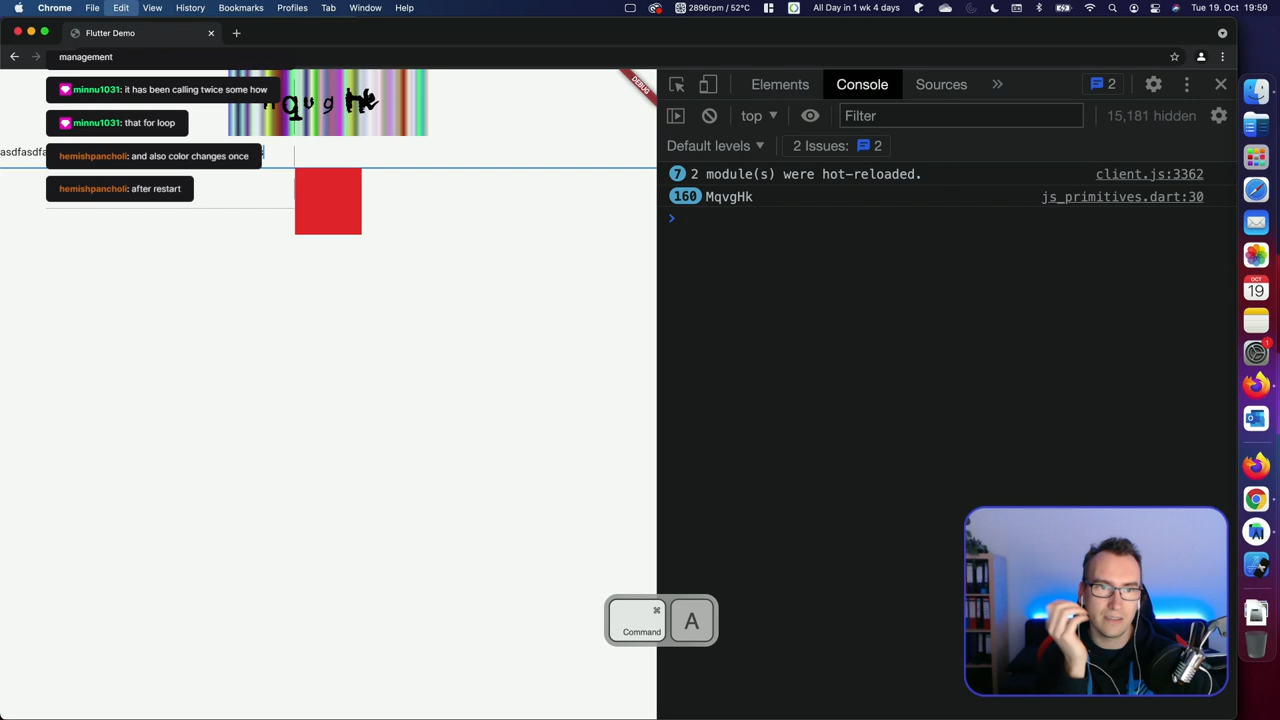 Chrome File Edit View History Bookmarks Profiles Tab Window Help 2896rpm / 52°C All Day in 1 wk 4 days Tue 19. Oct 19:59
Flutter Demo
management
minnu1031: it has been calling twice some how
minnu1031: that for loop
asdfasdfa
hemishpancholi: and also color changes once
hemishpancholi: after restart
DEBUG
Elements Console Sources 2
top Filter 15,181 hidden
Default levels 2 Issues: 2
7 2 module(s) were hot-reloaded. client.js:3362
160 MqvgHk js_primitives.dart:30
OCT
19
1
⌘
Command
A